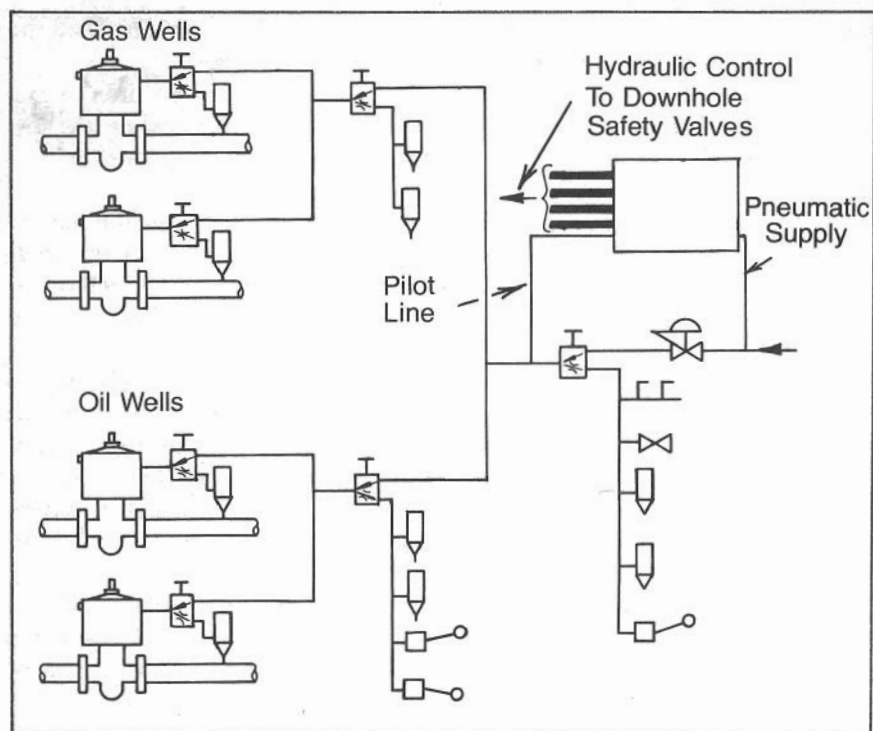 Gas Wells
Hydraulic Control
To Downhole
Safety Valves
Pneumatic
Supply
Pilot
Line
Oil Wells